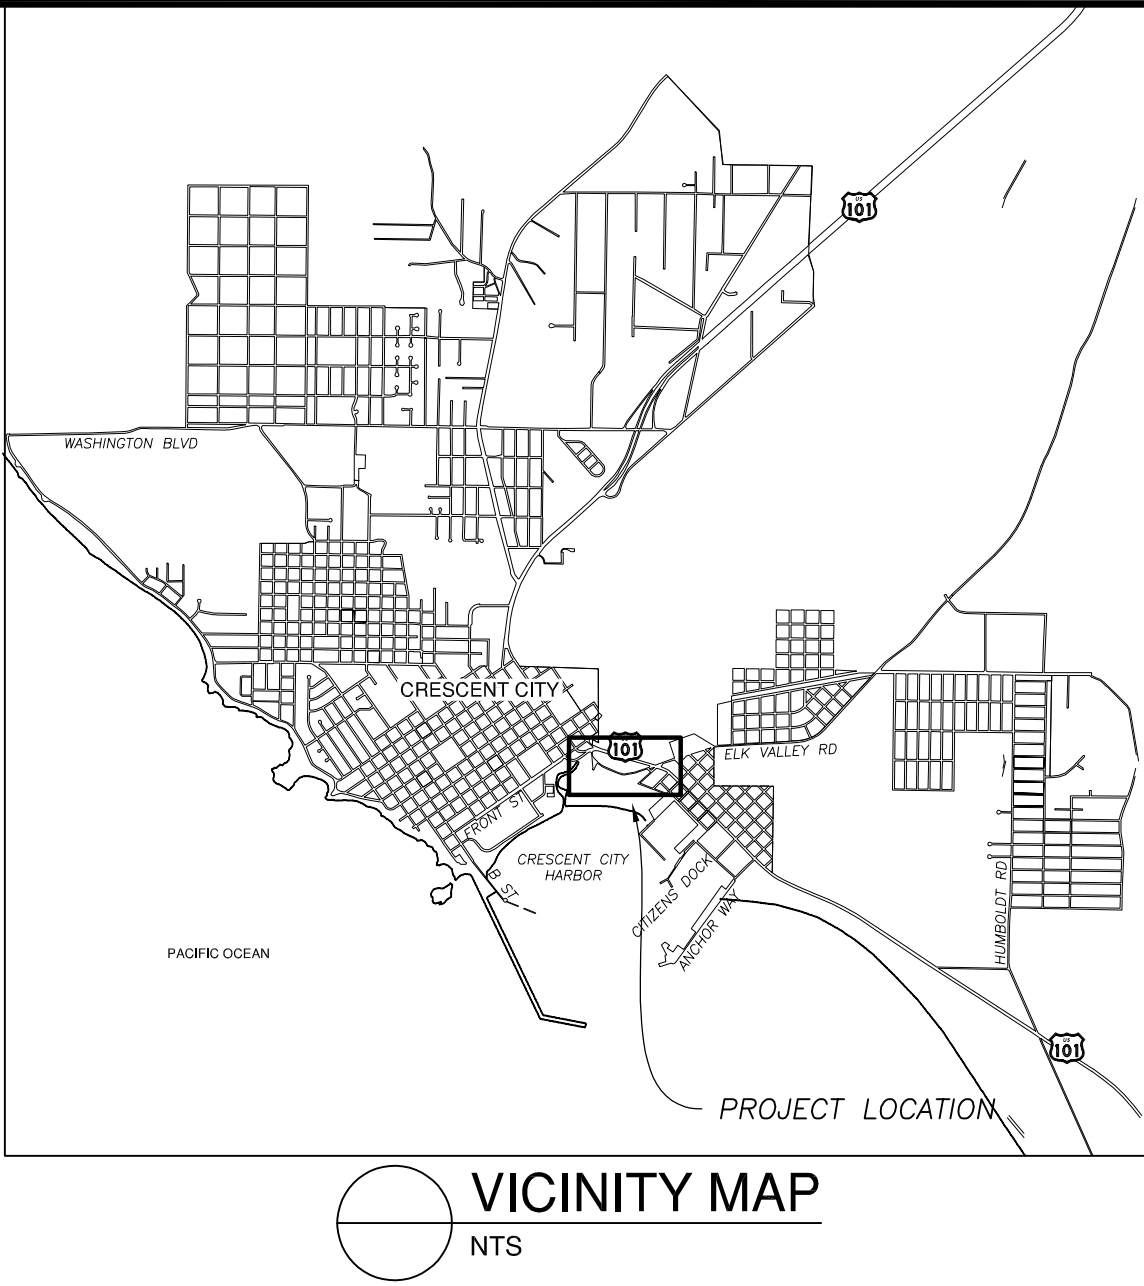 US
101
WASHINGTON BLVD
CRESCENT CITY
101
ELK VALLEY RD
FRONT ST
CRESCENT CITY
HARBOR
B ST
CITIZENS DOCK
ANCHOR WAY
HUMBOLDT RD
PACIFIC OCEAN
US
101
PROJECT LOCATION
VICINITY MAP
NTS